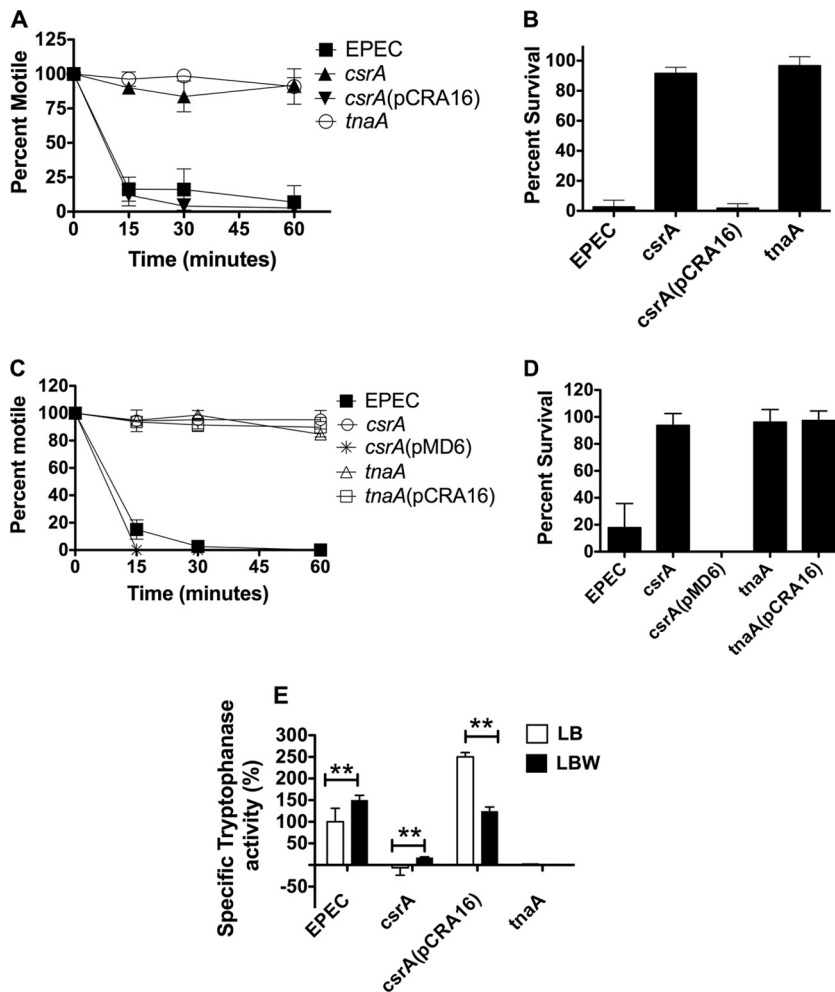 A
Percent Motile
125
100
75
50
25
0
0 15 30 45 60
Time (minutes)
EPEC
csrA
csrA(pCRA16)
tnaA
B
Percent Survival
100
80
60
40
20
0
EPEC
csrA
csrA(pCRA16)
tnaA
C
Percent motile
120
100
80
60
40
20
0
0 15 30 45 60
Time (minutes)
EPEC
csrA
csrA(pMD6)
tnaA
tnaA(pCRA16)
D
Percent Survival
120
100
80
60
40
20
0
EPEC
csrA
csrA(pMD6)
tnaA
tnaA(pCRA16)
E
Specific Tryptophanase
activity (%)
300
250
200
150
100
50
-50
**
**
**
LB
LBW
EPEC
csrA
csrA(pCRA16)
tnaA